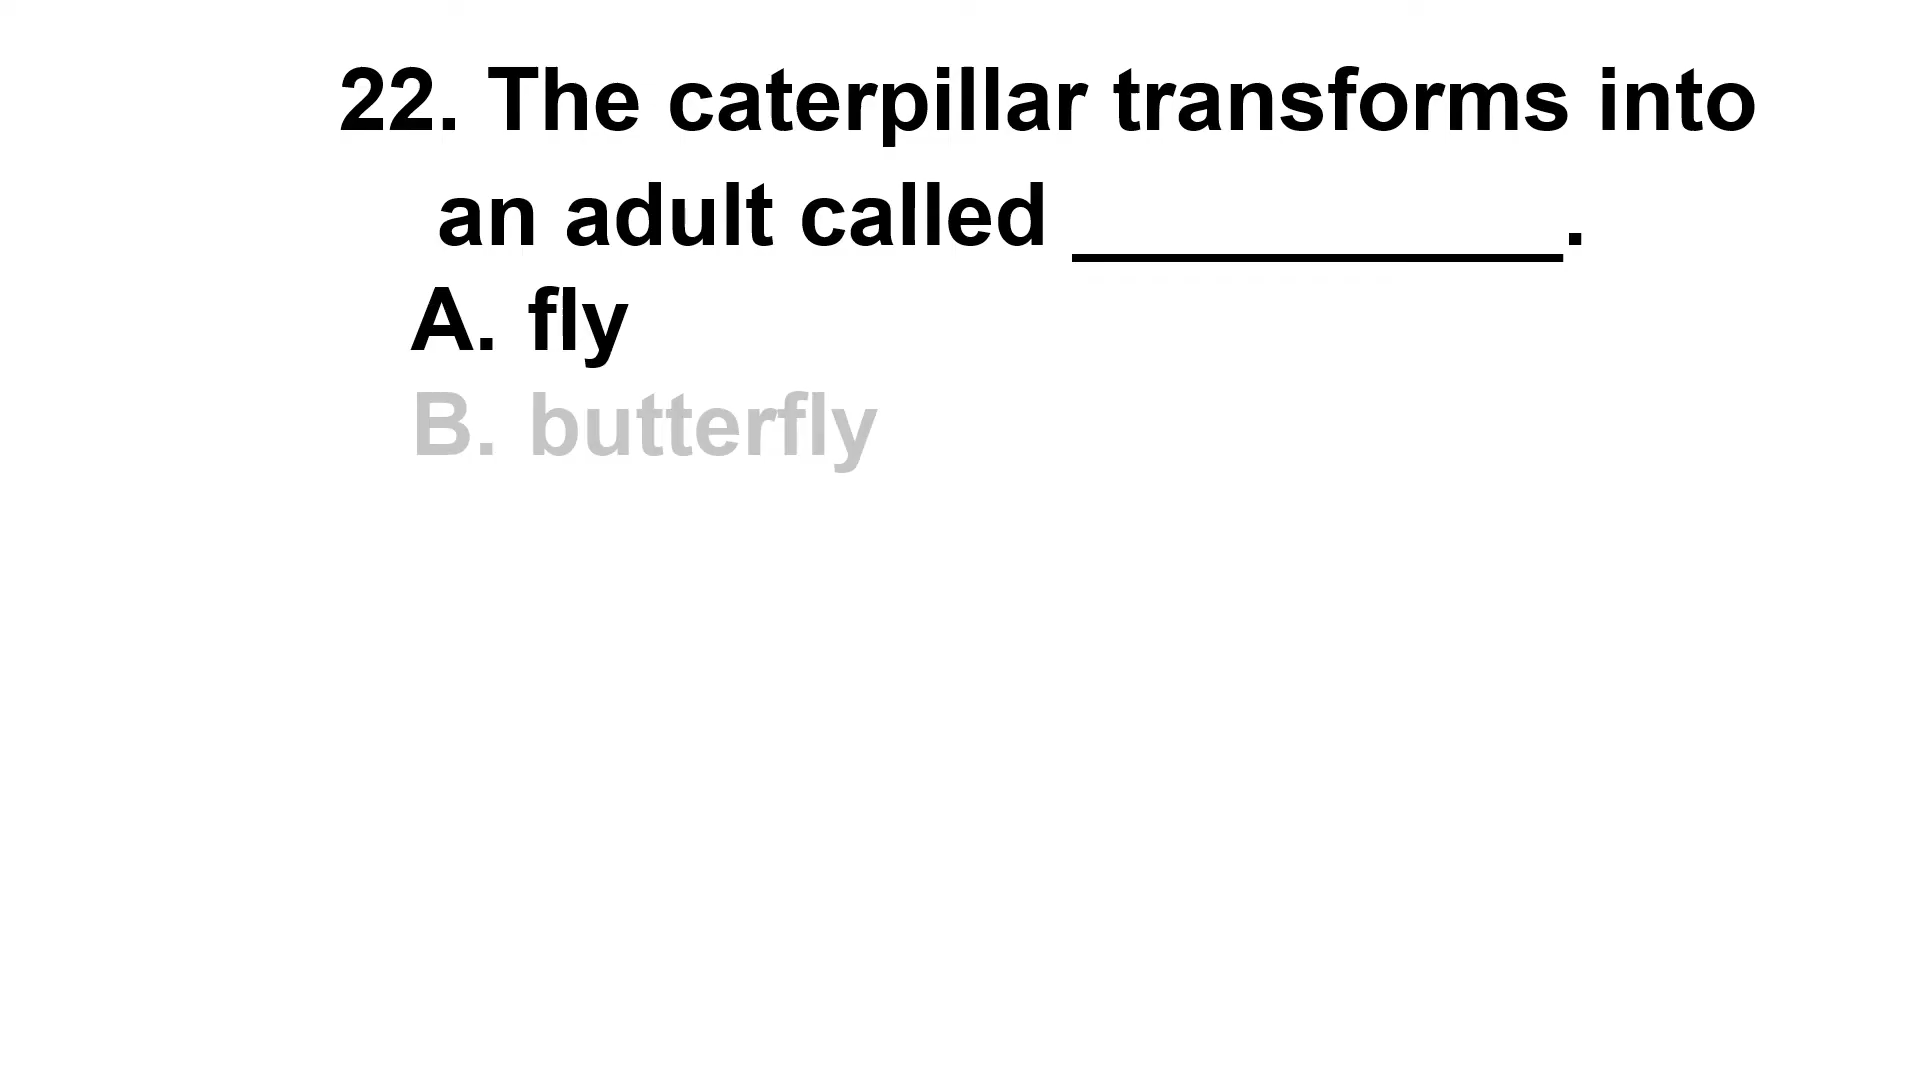 22. The caterpillar transforms into
an adult called ___________.
A. fly
B. butterfly